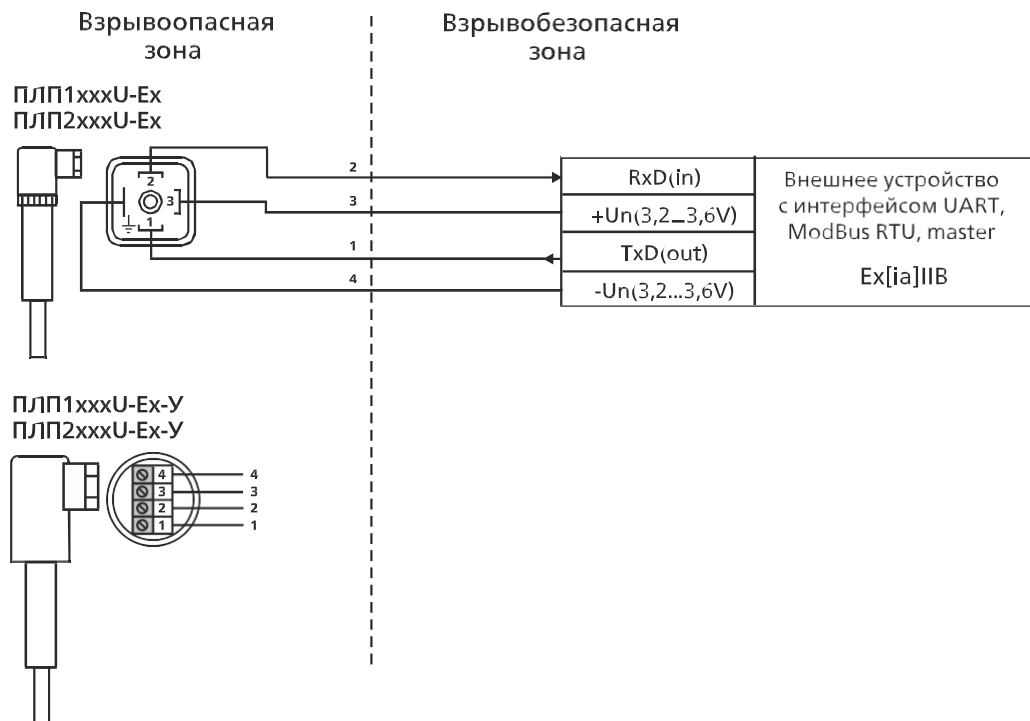 Взрывоопасная
зона
Взрывобезопасная
зона
ПЛП1xxxU-Ex
ПЛП2xxxU-Ex
2
3
1
2
3
1
4
RxD(in)
+Un(3,2...3,6V)
TxD(out)
-Un(3,2...3,6V)
Внешнее устройство
с интерфейсом UART,
ModBus RTU, master
Ex[ia]IIB
ПЛП1xxxU-Ex-У
ПЛП2xxxU-Ex-У
4 4
3 3
2 2
1 1